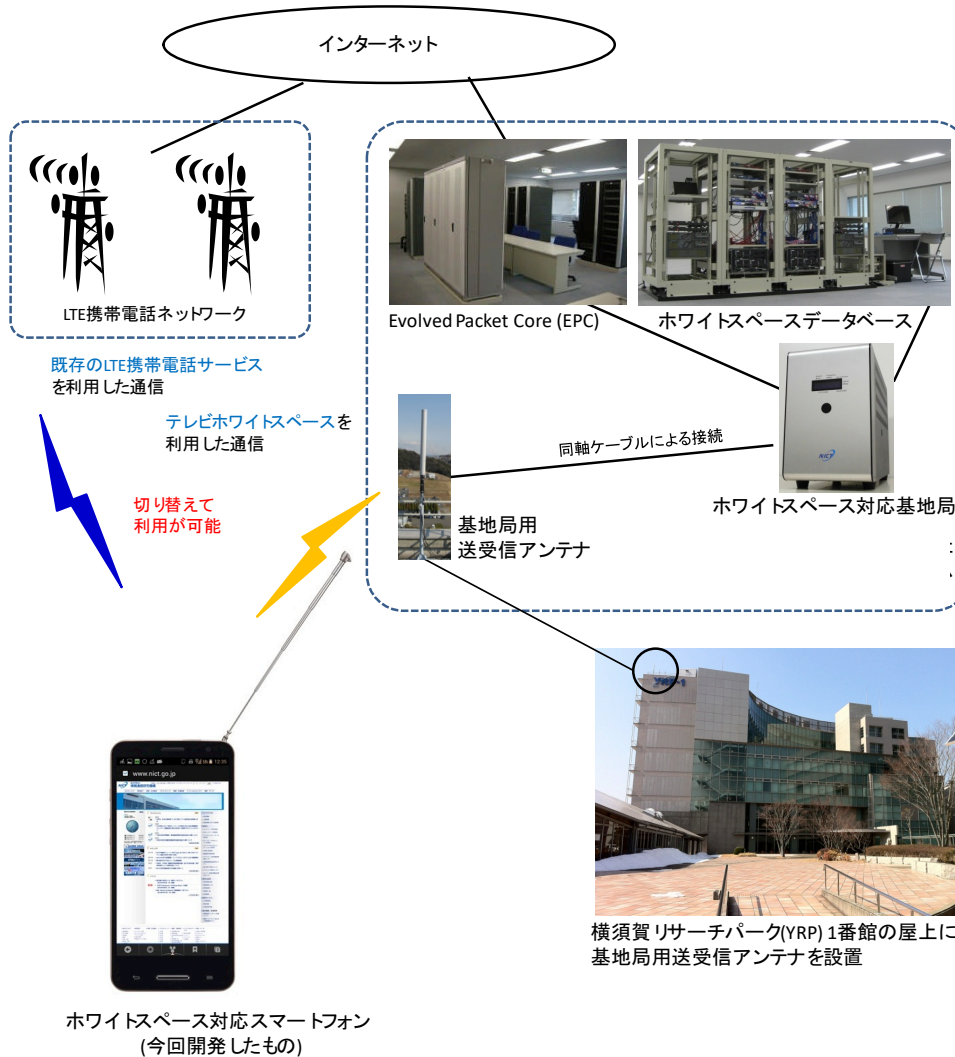 インターネット
LTE携帯電話ネットワーク
Evolved Packet Core (EPC)
ホワイトスペースデータベース
既存のLTE携帯電話サービス
を利用した通信
テレビホワイトスペースを
利用した通信
切り替えて
利用が可能
同軸ケーブルによる接続
NICT
ホワイトスペース対応基地局
基地局用
送受信アンテナ
YRP-1
12:35
www.nict.go.jp
NICT
横須賀リサーチパーク(YRP) 1番館の屋上に
基地局用送受信アンテナを設置
ホワイトスペース対応スマートフォン
(今回開発したもの)